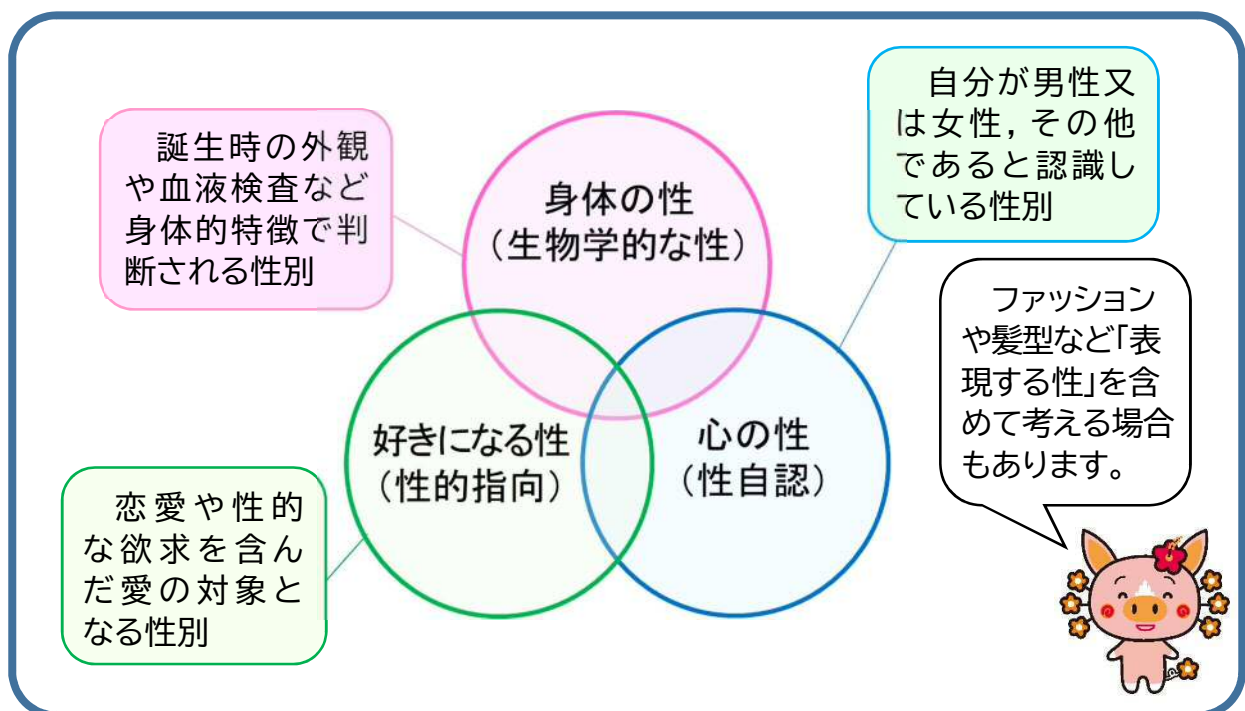 誕生時の外観
や血液検査など
身体的特徴で判
断される性別
身体の性
（生物学的な性）
自分が男性又
は女性，その他
であると認識し
ている性別
ファッション
や髪型など「表
現する性」を含
めて考える場合
もあります。
好きになる性
（性的指向）
心の性
（性自認）
恋愛や性的
な欲求を含ん
だ愛の対象と
なる性別